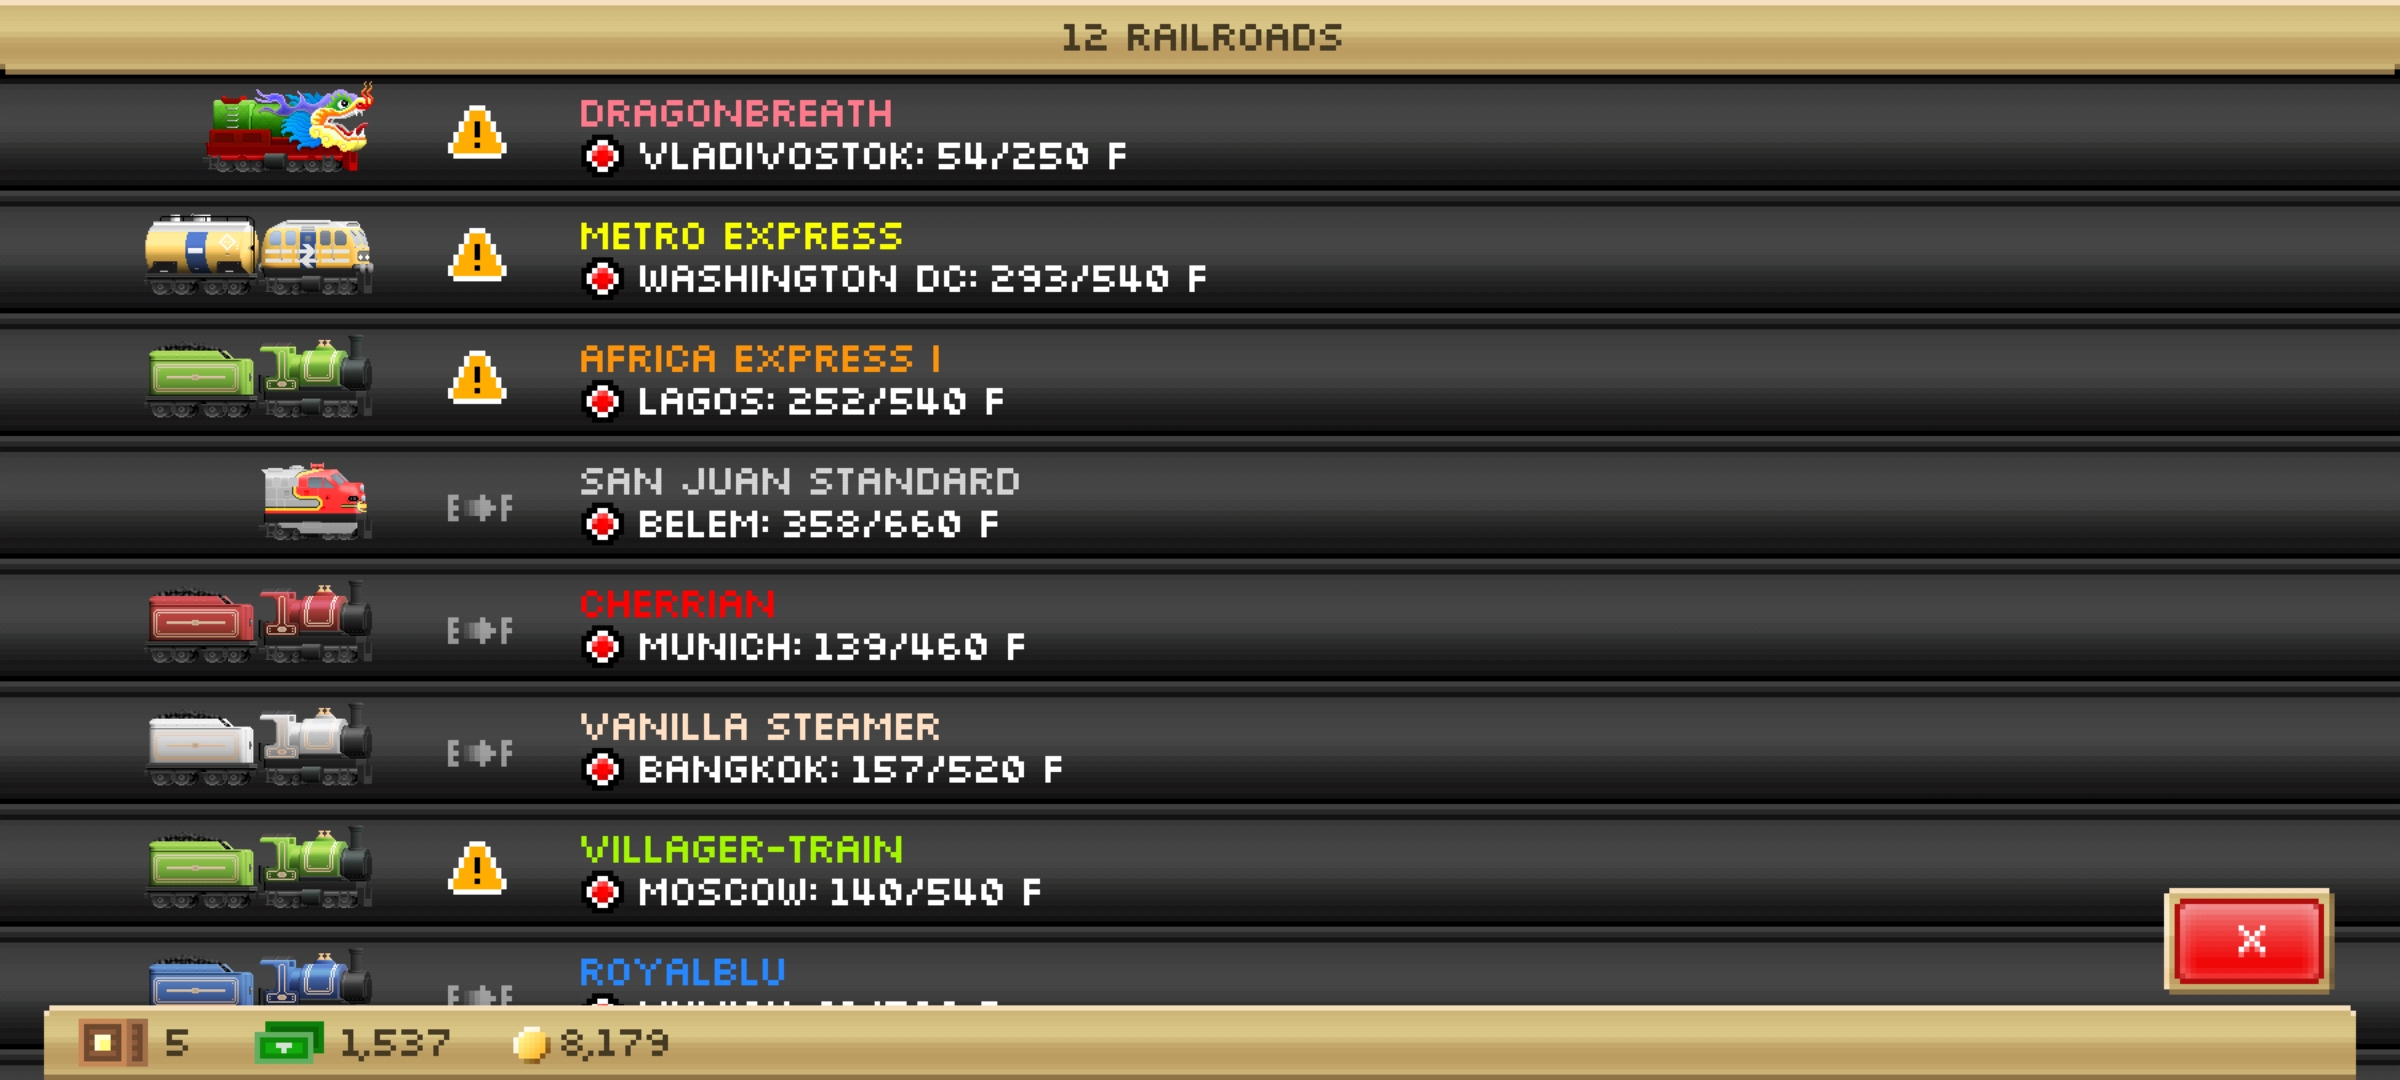 12 RAILROADS
DRAGONBREATH
VLADIVOSTOK: 54/250 F
METRO EXPRESS
WASHINGTON DC: 293/540 F
AFRICA EXPRESS I
LAGOS: 252/540 F
SAN JUAN STANDARD
E F
BELEM: 358/660 F
CHERRIAN
E F
MUNICH: 139/460 F
VANILLA STEAMER
E F
BANGKOK: 157/520 F
VILLAGER-TRAIN
MOSCOW: 140/540 F
ROYALBLU
E F
X
5 1,537 8,179